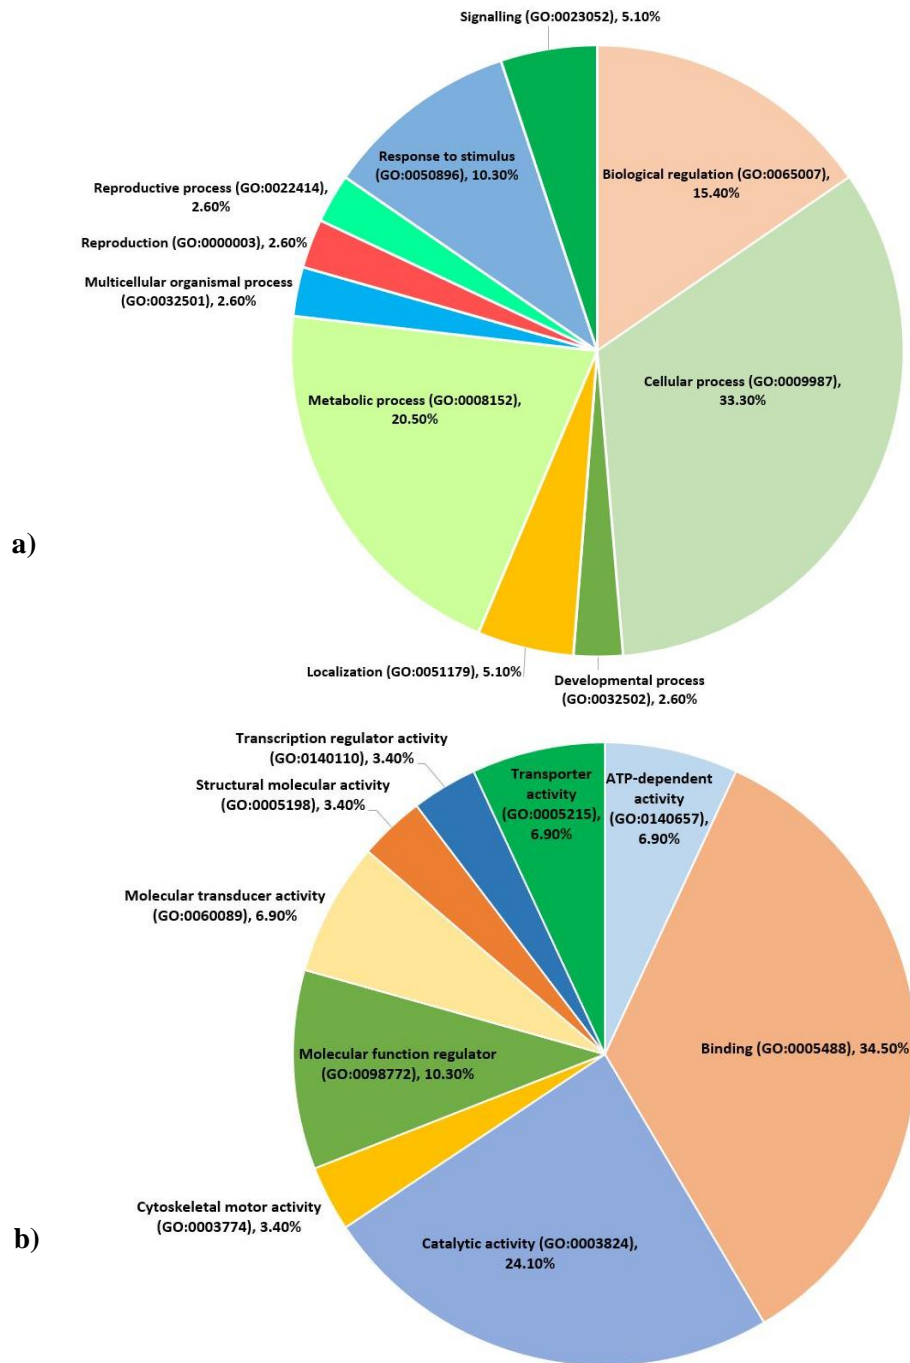 Signalling (GO:0023052), 5.10%
Response to stimulus
(GO:0050896), 10.30%
Biological regulation (GO:0065007),
15.40%
Reproductive process (GO:0022414),
2.60%
Reproduction (GO:0000003), 2.60%
Multicellular organismal process
(GO:0032501), 2.60%
Cellular process (GO:0009987),
33.30%
Metabolic process (GO:0008152),
20.50%
a)
Localization (GO:0051179), 5.10%
Developmental process
(GO:0032502), 2.60%
Transcription regulator activity
(GO:0140110), 3.40%
Structural molecular activity
(GO:0005198), 3.40%
Transporter
activity
(GO:0005215),
6.90%
ATP-dependent
activity
(GO:0140657),
6.90%
Molecular transducer activity
(GO:0060089), 6.90%
Binding (GO:0005488), 34.50%
Molecular function regulator
(GO:0098772), 10.30%
Cytoskeletal motor activity
(GO:0003774), 3.40%
b)
Catalytic activity (GO:0003824),
24.10%